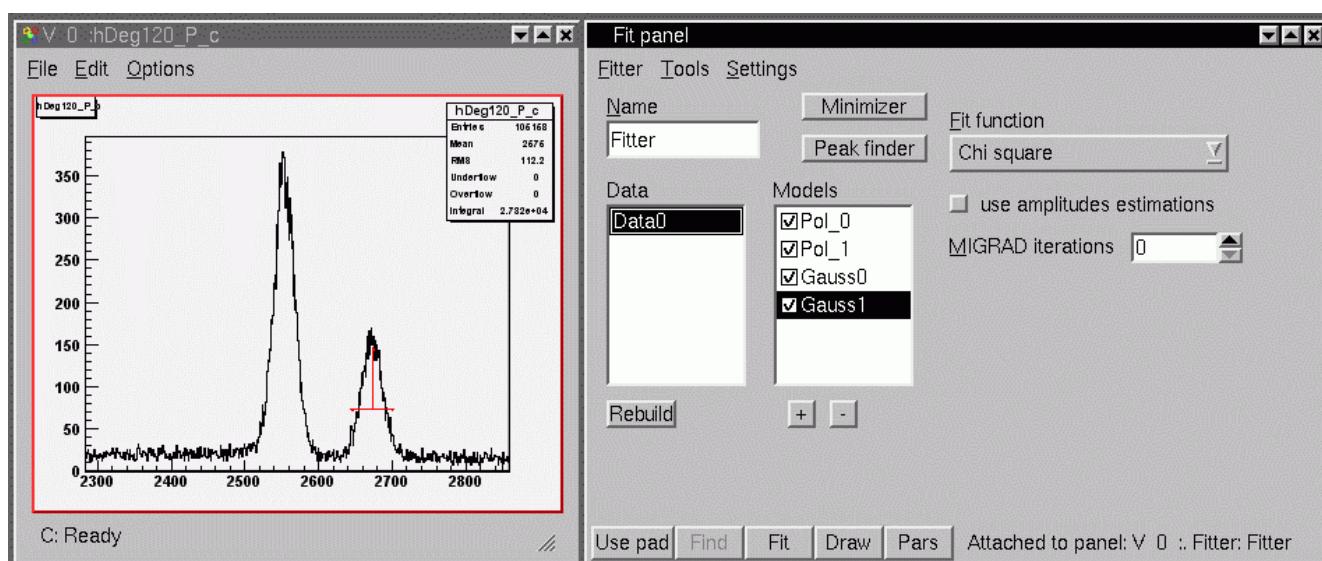 V 0 :hDeg120_P_c
File Edit Options
hDeg120_P_c
hDeg120_P_c
Entries 106168
Mean 2676
RMS 112.2
Underflow 0
Overflow 0
Integral 2.782e+04
350
300
250
200
150
100
50
0
2300 2400 2500 2600 2700 2800
C: Ready
Fit panel
Fitter Tools Settings
Name
Fitter
Minimizer
Peak finder
Fit function
Chi square
Data
Data0
Models
Pol_0
Pol_1
Gauss0
Gauss1
use amplitudes estimations
MIGRAD iterations 0
Rebuild
+ -
Use pad Find Fit Draw Pars Attached to panel: V 0 :. Fitter: Fitter